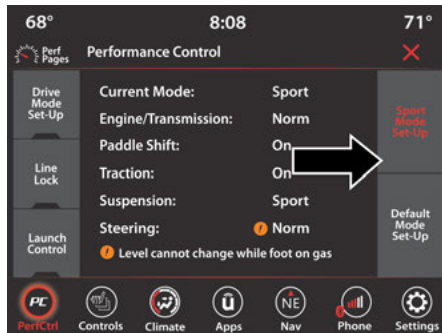 68° 8:08 71°
Perf Pages Performance Control
Drive Mode Set-Up
Line Lock
Launch Control
Current Mode: Sport
Engine/Transmission: Norm
Paddle Shift: On
Traction: On
Suspension: Sport
Steering: ! Norm
! Level cannot change while foot on gas
Sport Mode Set-Up
Default Mode Set-Up
PC NE
PerfCtrl Controls Climate Apps Nav Phone Settings